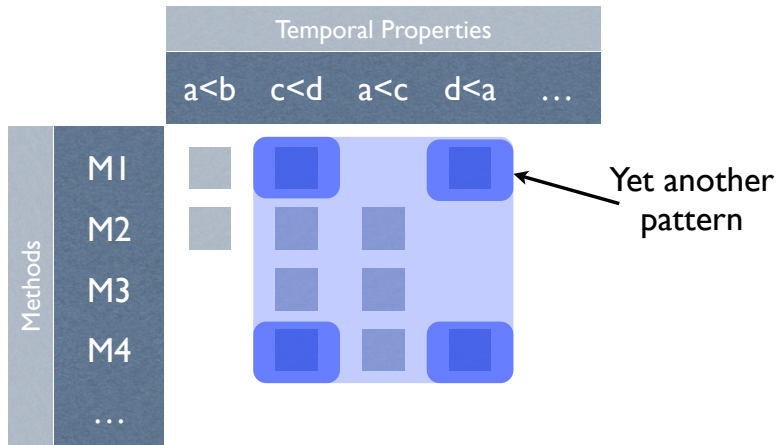 Temporal Properties
a<b c<d a<c d<a …
Methods
M1
M2
M3
M4
…
Yet another
pattern